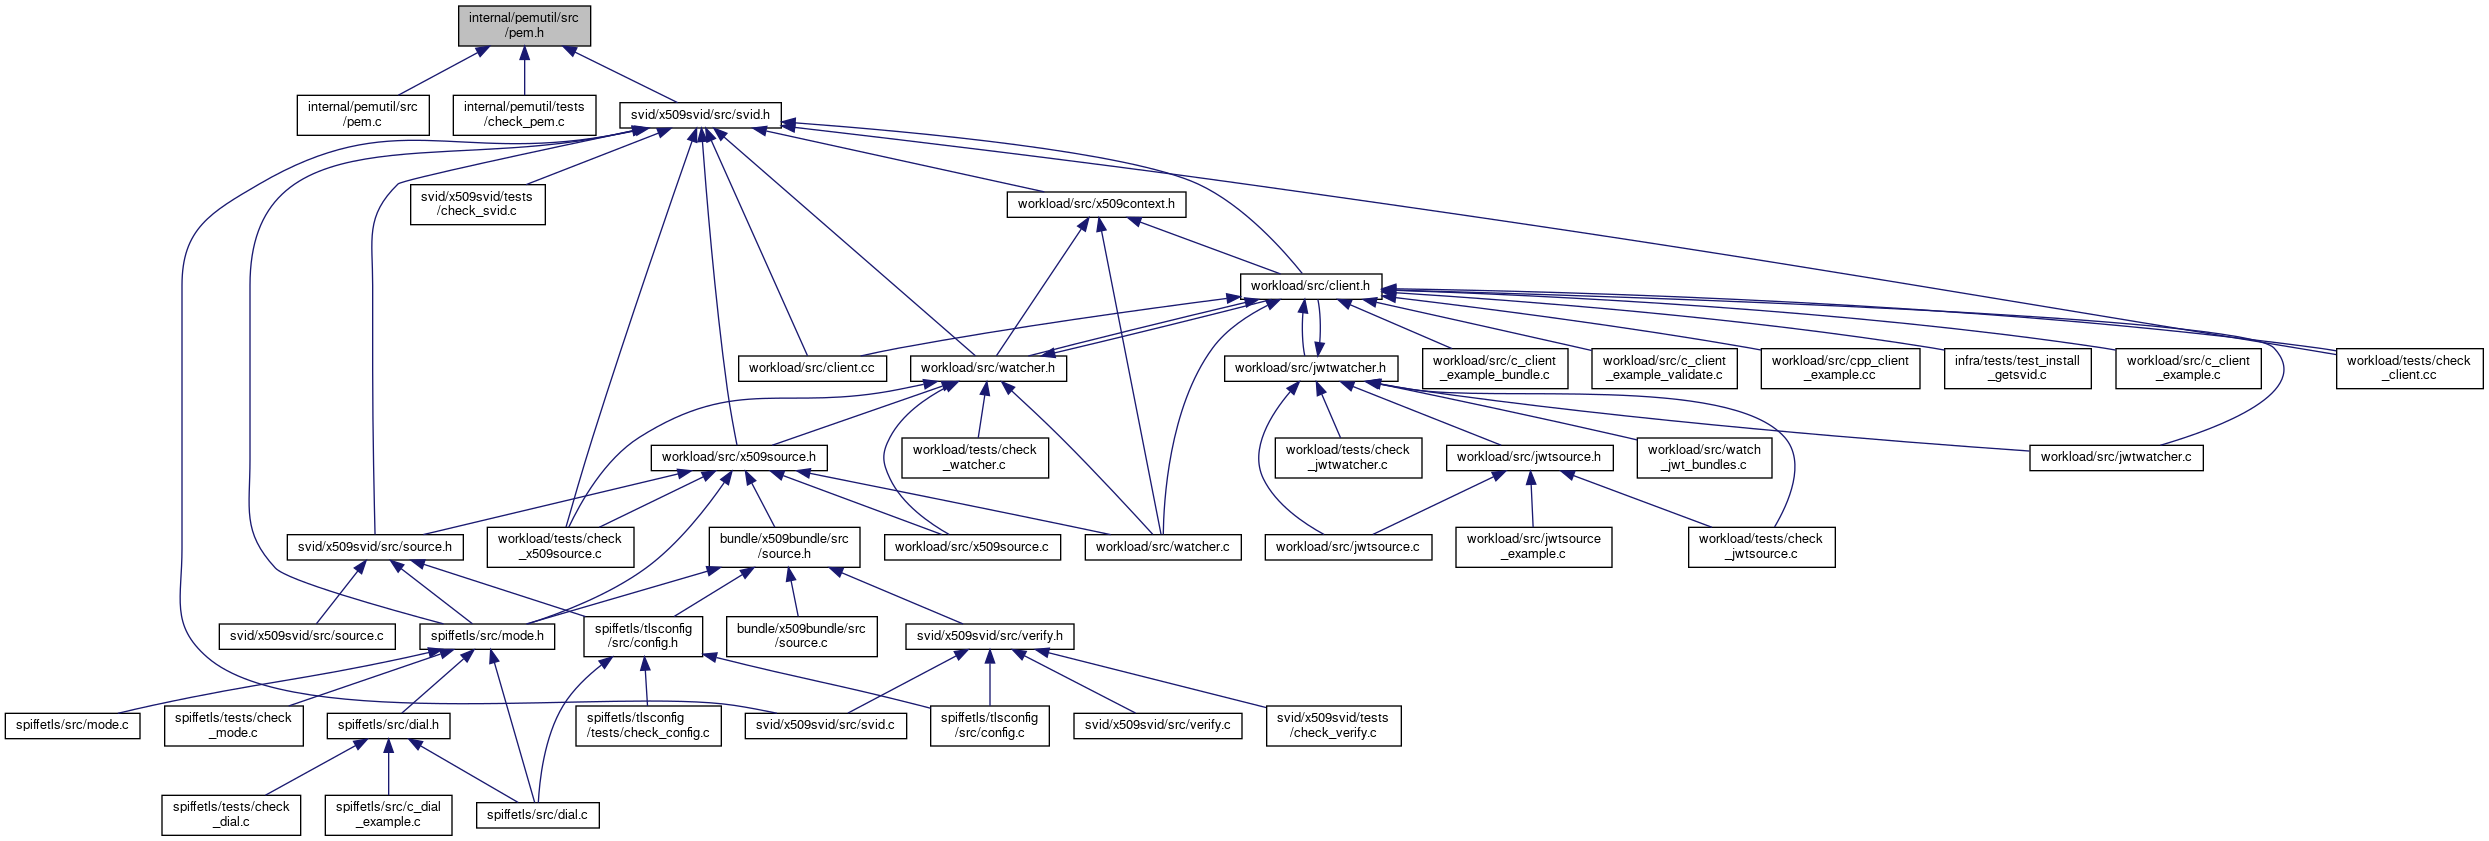 internal/pemutil/src
/pem.h
internal/pemutil/src
/pem.c
internal/pemutil/tests
/check_pem.c
svid/x509svid/src/svid.h
svid/x509svid/tests
/check_svid.c
workload/src/x509context.h
workload/src/client.h
workload/src/client.cc
workload/src/watcher.h
workload/src/jwtwatcher.h
workload/src/c_client
_example_bundle.c
workload/src/c_client
_example_validate.c
workload/src/cpp_client
_example.cc
infra/tests/test_install
_getsvid.c
workload/src/c_client
_example.c
workload/tests/check
_client.cc
workload/src/x509source.h
workload/tests/check
_watcher.c
workload/tests/check
_jwtwatcher.c
workload/src/jwtsource.h
workload/src/watch
_jwt_bundles.c
workload/src/jwtwatcher.c
svid/x509svid/src/source.h
workload/tests/check
_x509source.c
bundle/x509bundle/src
/source.h
workload/src/x509source.c
workload/src/watcher.c
workload/src/jwtsource.c
workload/src/jwtsource
_example.c
workload/tests/check
_jwtsource.c
svid/x509svid/src/source.c
spiffetls/src/mode.h
spiffetls/tlsconfig
/src/config.h
bundle/x509bundle/src
/source.c
svid/x509svid/src/verify.h
spiffetls/src/mode.c
spiffetls/tests/check
_mode.c
spiffetls/src/dial.h
spiffetls/tlsconfig
/tests/check_config.c
svid/x509svid/src/svid.c
spiffetls/tlsconfig
/src/config.c
svid/x509svid/src/verify.c
svid/x509svid/tests
/check_verify.c
spiffetls/tests/check
_dial.c
spiffetls/src/c_dial
_example.c
spiffetls/src/dial.c